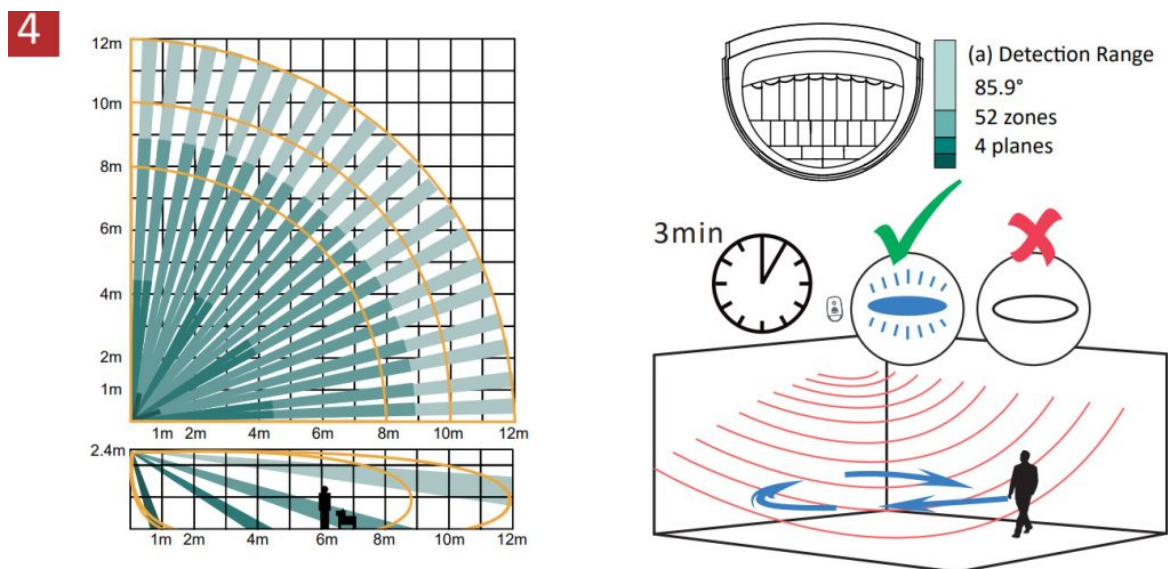 4
12m
10m
8m
6m
4m
2m
1m
1m 2m 4m 6m 8m 10m 12m
2.4m
1m 2m 4m 6m 8m 10m 12m
(a) Detection Range
85.9°
52 zones
4 planes
3min